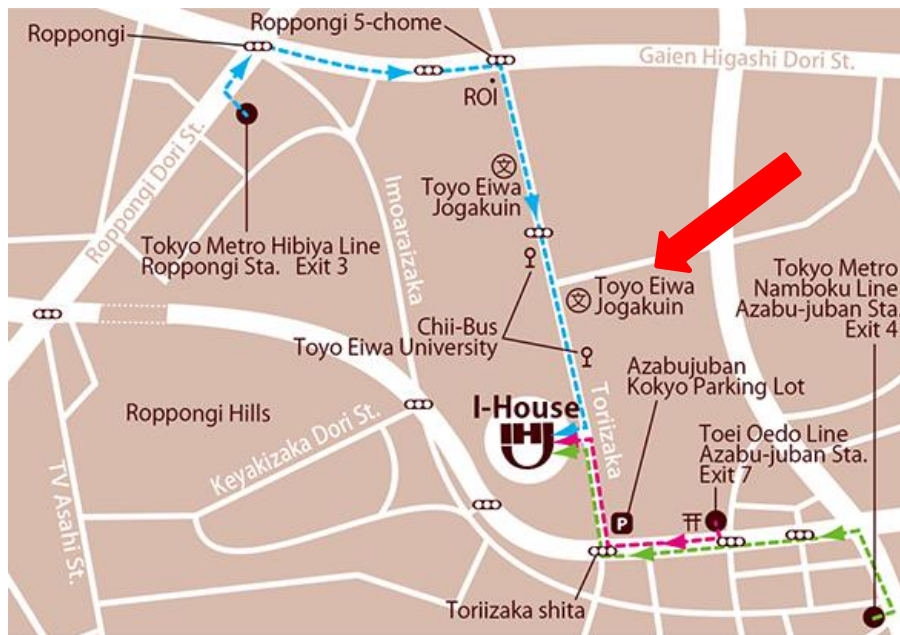 Roppongi 5-chome
Roppongi
Gaien Higashi Dori St.
ROI
Roppongi Dori St.
文
Toyo Eiwa
Jogakuin
Imoaraizaka
Tokyo Metro Hibiya Line
Roppongi Sta. Exit 3
文
Toyo Eiwa
Jogakuin
Tokyo Metro
Namboku Line
Azabu-juban Sta.
Exit 4
Chii-Bus
Toyo Eiwa University
Azabujuban
Kokyo Parking Lot
Roppongi Hills
Keyakizaka Dori St.
I-House
IHJ
Toriizaka
Toei Oedo Line
Azabu-juban Sta.
Exit 7
TV Asahi St.
P
Toriizaka shita